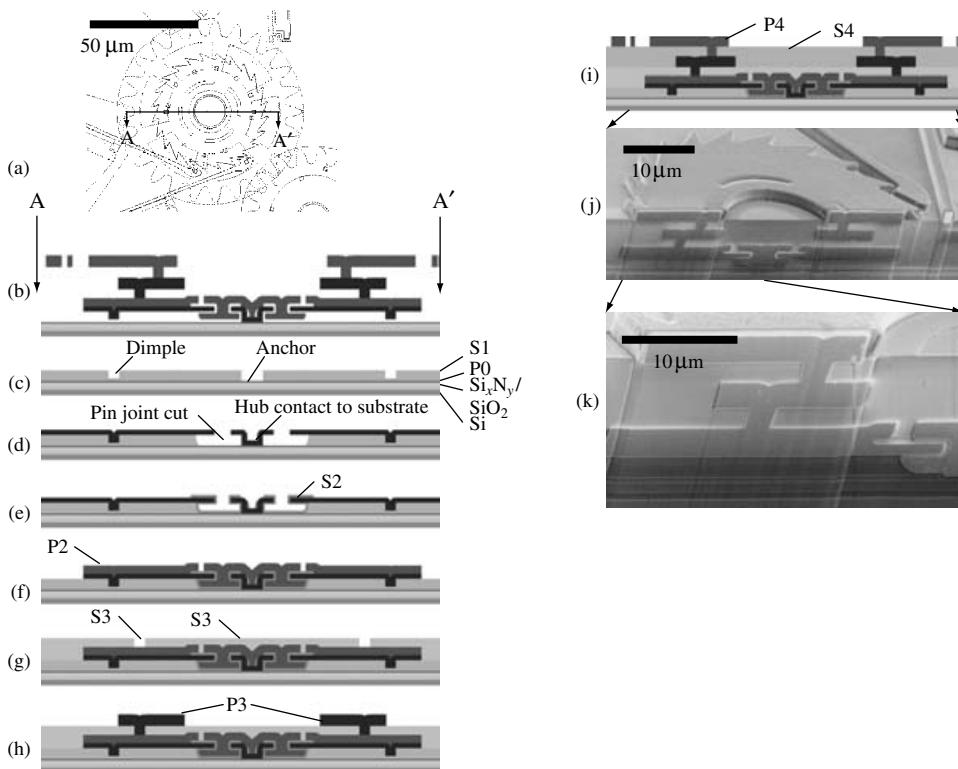 50 μm
A
A′
(a)
A
A′
(b)
Dimple
Anchor
S1
P0
SixNy/
SiO2
Si
(c)
Pin joint cut
Hub contact to substrate
(d)
S2
(e)
P2
(f)
S3
S3
(g)
P3
(h)
P4
S4
(i)
10 μm
(j)
10 μm
(k)